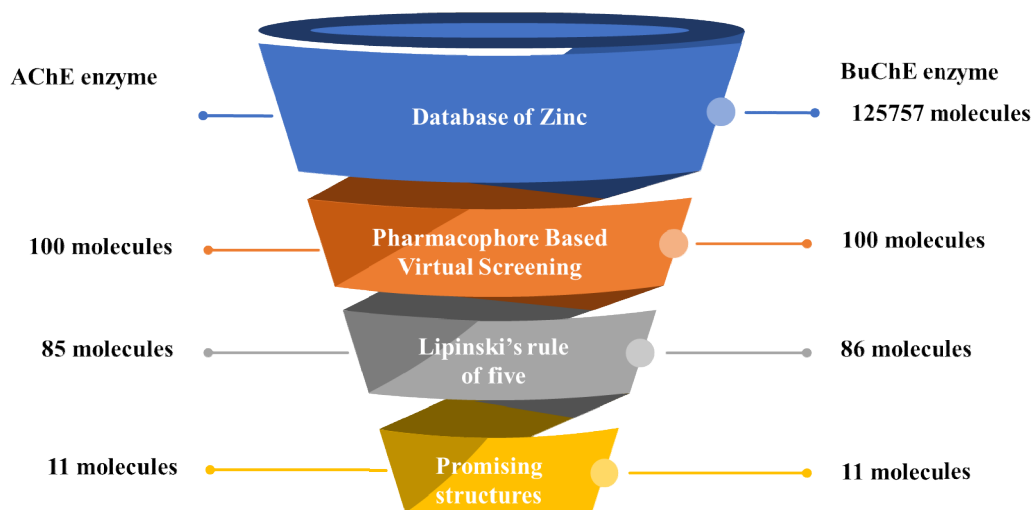 AChE enzyme
BuChE enzyme
Database of Zinc
125757 molecules
100 molecules
Pharmacophore Based
Virtual Screening
100 molecules
85 molecules
Lipinski's rule
of five
86 molecules
11 molecules
Promising
structures
11 molecules